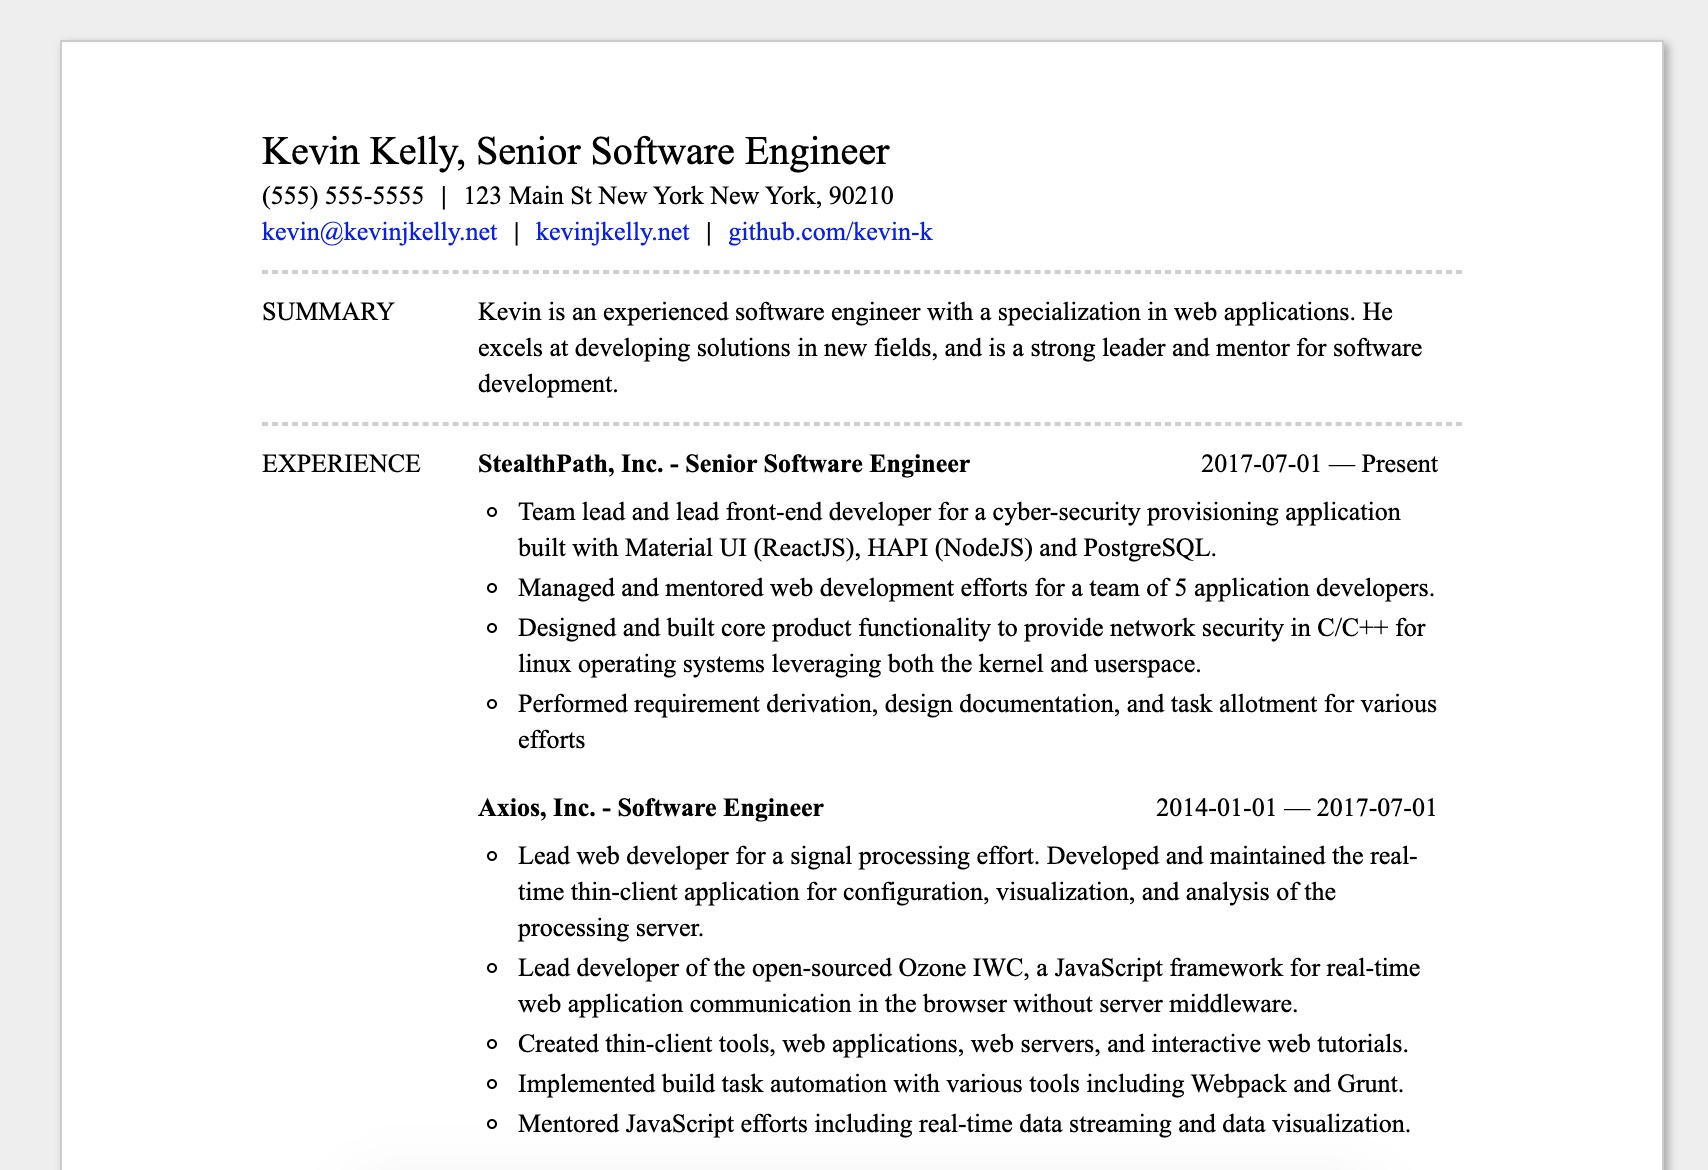 Kevin Kelly, Senior Software Engineer
(555) 555-5555 | 123 Main St New York New York, 90210
kevin@kevinjkelly.net | kevinjkelly.net | github.com/kevin-k
SUMMARY
Kevin is an experienced software engineer with a specialization in web applications. He
excels at developing solutions in new fields, and is a strong leader and mentor for software
development.
EXPERIENCE
StealthPath, Inc. - Senior Software Engineer 2017-07-01 — Present
Team lead and lead front-end developer for a cyber-security provisioning application
built with Material UI (ReactJS), HAPI (NodeJS) and PostgreSQL.
Managed and mentored web development efforts for a team of 5 application developers.
Designed and built core product functionality to provide network security in C/C++ for
linux operating systems leveraging both the kernel and userspace.
Performed requirement derivation, design documentation, and task allotment for various
efforts
Axios, Inc. - Software Engineer 2014-01-01 — 2017-07-01
Lead web developer for a signal processing effort. Developed and maintained the real-
time thin-client application for configuration, visualization, and analysis of the
processing server.
Lead developer of the open-sourced Ozone IWC, a JavaScript framework for real-time
web application communication in the browser without server middleware.
Created thin-client tools, web applications, web servers, and interactive web tutorials.
Implemented build task automation with various tools including Webpack and Grunt.
Mentored JavaScript efforts including real-time data streaming and data visualization.